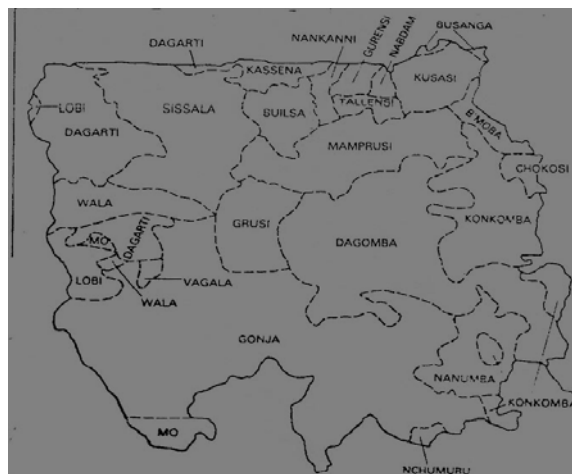 BUSANGA
NANKANNI
GURENSI
NABDAM
DAGARTI
KASSENA
KUSASI
LOBI
SISSALA
BUILSA
TALLENSI
DAGARTI
BIMOBA
MAMPRUSI
CHOKOSI
WALA
KONKOMBA
GRUSI
DAGARTI
DAGOMBA
MO
LOBI
VAGALA
WALA
GONJA
NANUMBA
KONKOMBA
MO
NCHUMURU